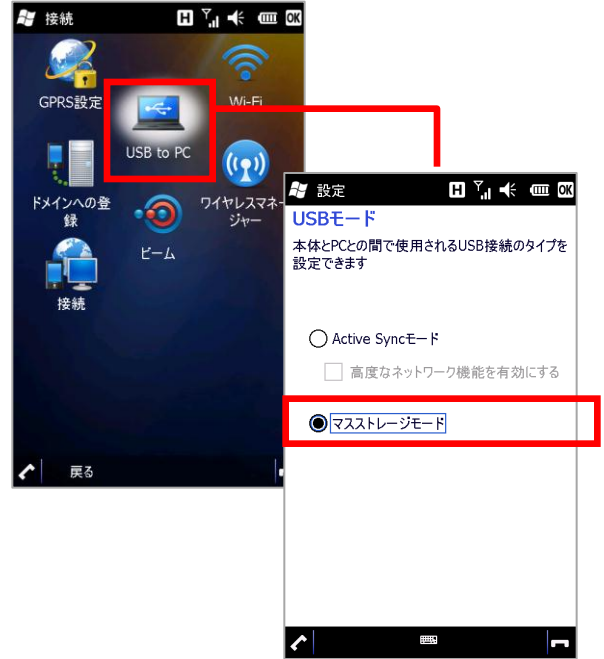 接続
H
OK
GPRS設定
Wi-Fi
USB to PC
ドメインへの登
録
ワイヤレスマネー
ジャー
ビーム
接続
戻る
設定
H
OK
USBモード
本体とPCとの間で使用されるUSB接続のタイプを
設定できます
Active Syncモード
高度なネットワーク機能を有効にする
マスストレージモード